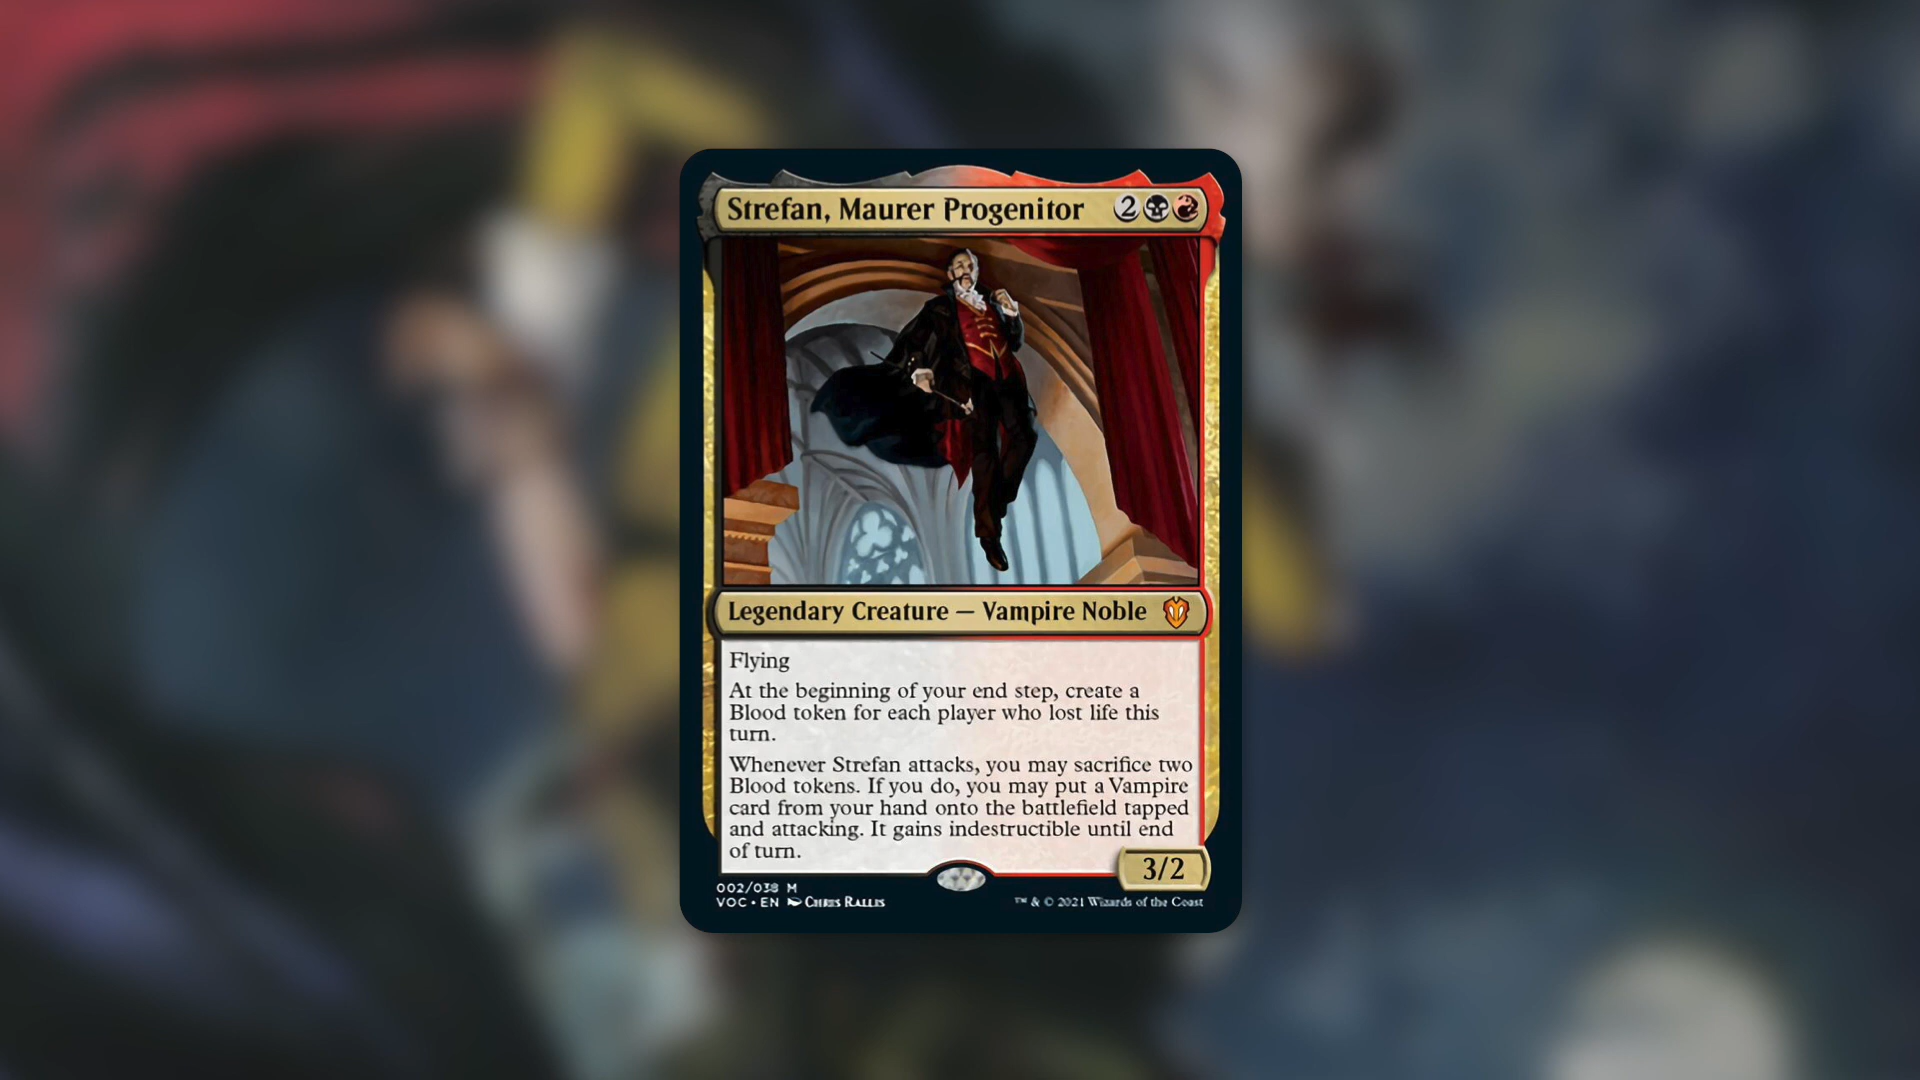 Strefan, Maurer Progenitor 2
Legendary Creature — Vampire Noble
Flying
At the beginning of your end step, create a
Blood token for each player who lost life this
turn.
Whenever Strefan attacks, you may sacrifice two
Blood tokens. If you do, you may put a Vampire
card from your hand onto the battlefield tapped
and attacking. It gains indestructible until end
of turn.
3/2
002/038 M
VOC • EN Chris Rallis
™ & © 2021 Wizards of the Coast